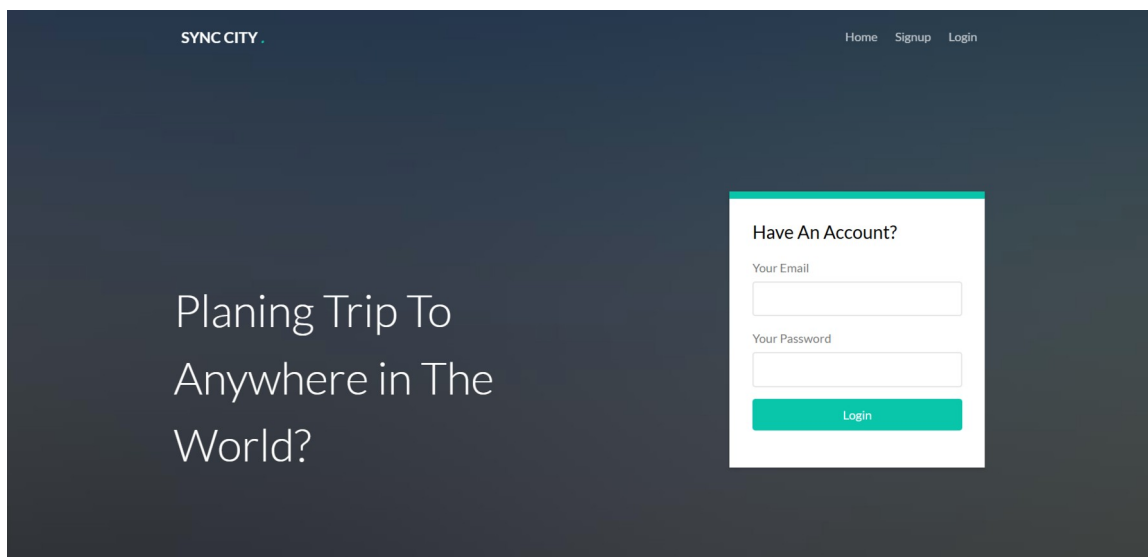 SYNC CITY .
Home Signup Login
Planing Trip To
Anywhere in The
World?
Have An Account?
Your Email
Your Password
Login